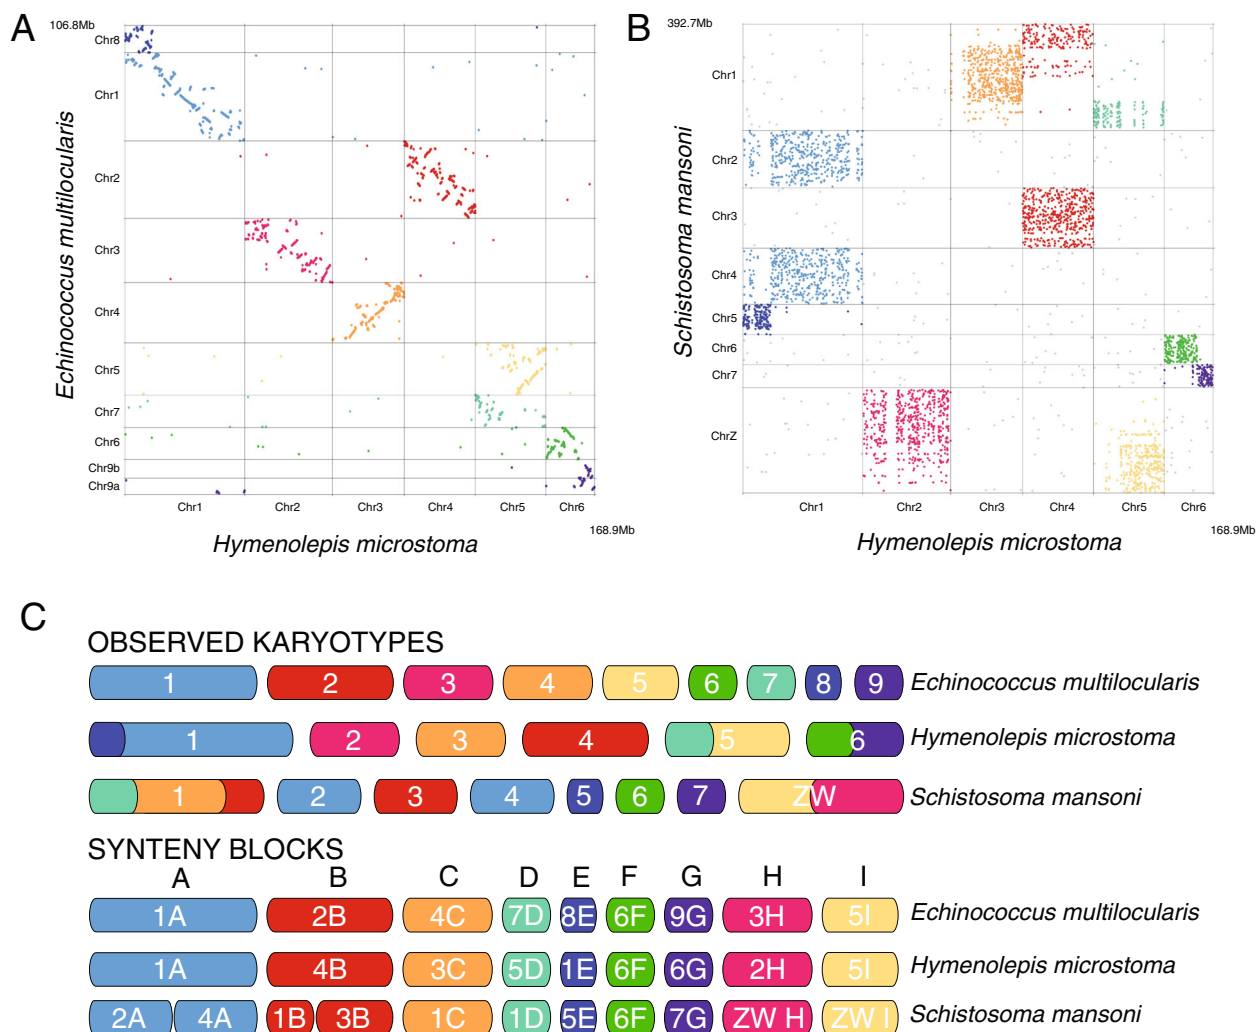 A
106.8Mb
Chr8
Chr1
Chr2
Chr3
Chr4
Chr5
Chr7
Chr6
Chr9b
Chr9a
Echinococcus multilocularis
Chr1 Chr2 Chr3 Chr4 Chr5 Chr6
168.9Mb
Hymenolepis microstoma
B
392.7Mb
Chr1
Chr2
Chr3
Chr4
Chr5
Chr6
Chr7
ChrZ
Schistosoma mansoni
Chr1 Chr2 Chr3 Chr4 Chr5 Chr6
168.9Mb
Hymenolepis microstoma
C
OBSERVED KARYOTYPES
1 2 3 4 5 6 7 8 9 Echinococcus multilocularis
1 2 3 4 5 6 Hymenolepis microstoma
1 2 3 4 5 6 7 ZW Schistosoma mansoni
SYNTENY BLOCKS
A B C D E F G H I
1A 2B 4C 7D 8E 6F 9G 3H 5I Echinococcus multilocularis
1A 4B 3C 5D 1E 6F 6G 2H 5I Hymenolepis microstoma
2A 4A 1B 3B 1C 1D 5E 6F 7G ZW H ZW I Schistosoma mansoni